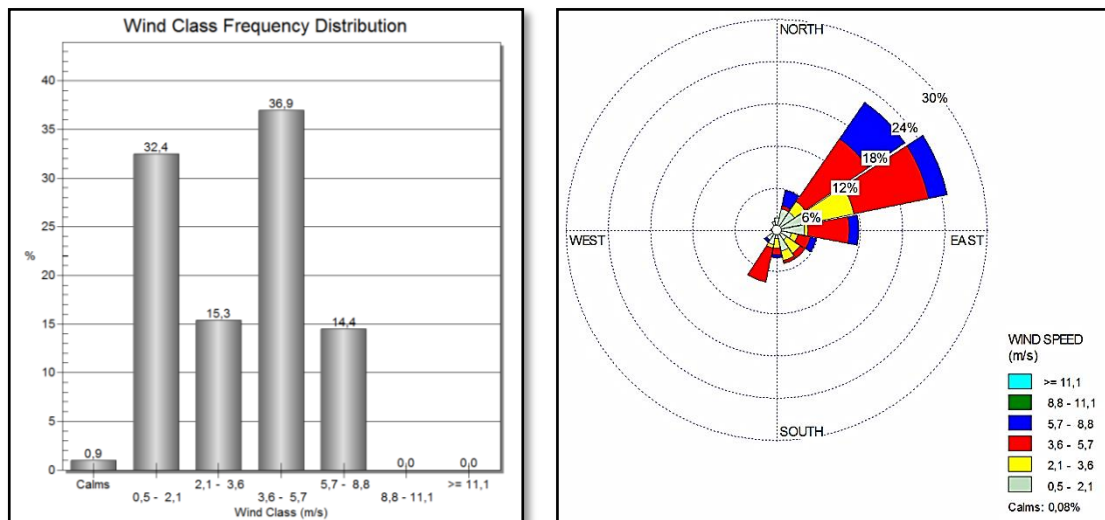 Wind Class Frequency Distribution
40
35
30
25
20
15
10
5
0
%
0,9
32,4
15,3
36,9
14,4
0,0
0,0
Calms
0,5 - 2,1
2,1 - 3,6
3,6 - 5,7
5,7 - 8,8
8,8 - 11,1
>= 11,1
Wind Class (m/s)
NORTH
30%
24%
18%
12%
6%
WEST
EAST
SOUTH
WIND SPEED
(m/s)
>= 11,1
8,8 - 11,1
5,7 - 8,8
3,6 - 5,7
2,1 - 3,6
0,5 - 2,1
Calms: 0,08%